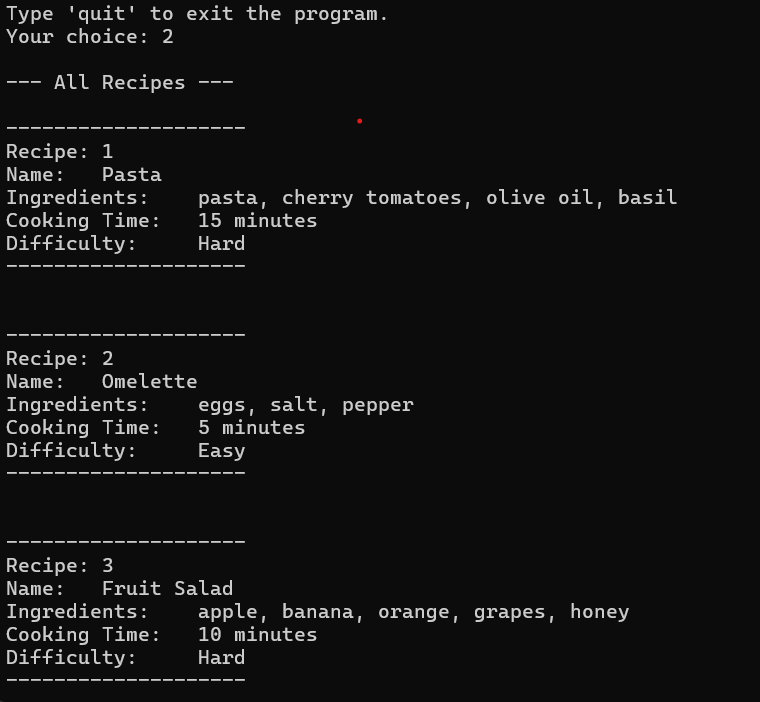 Type 'quit' to exit the program.
Your choice: 2
--- All Recipes ---
--------------------
Recipe: 1
Name:   Pasta
Ingredients:    pasta, cherry tomatoes, olive oil, basil
Cooking Time:   15 minutes
Difficulty:     Hard
--------------------
--------------------
Recipe: 2
Name:   Omelette
Ingredients:    eggs, salt, pepper
Cooking Time:   5 minutes
Difficulty:     Easy
--------------------
--------------------
Recipe: 3
Name:   Fruit Salad
Ingredients:    apple, banana, orange, grapes, honey
Cooking Time:   10 minutes
Difficulty:     Hard
--------------------